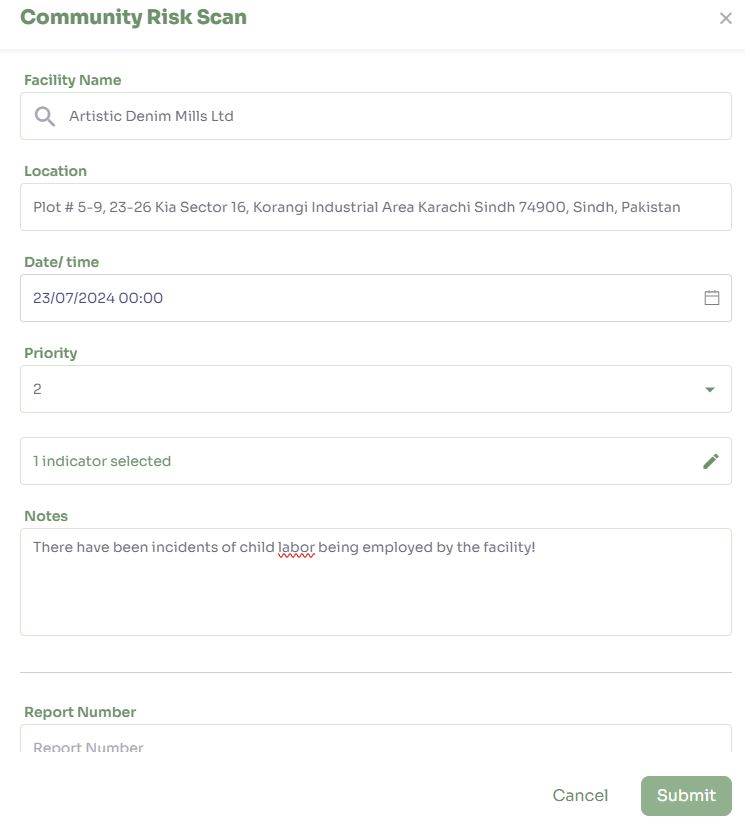 Community Risk Scan
Facility Name
Artistic Denim Mills Ltd
Location
Plot # 5-9, 23-26 Kia Sector 16, Korangi Industrial Area Karachi Sindh 74900, Sindh, Pakistan
Date/ time
23/07/2024 00:00
Priority
2
1 indicator selected
Notes
There have been incidents of child labor being employed by the facility!
Report Number
Report Number
Cancel
Submit